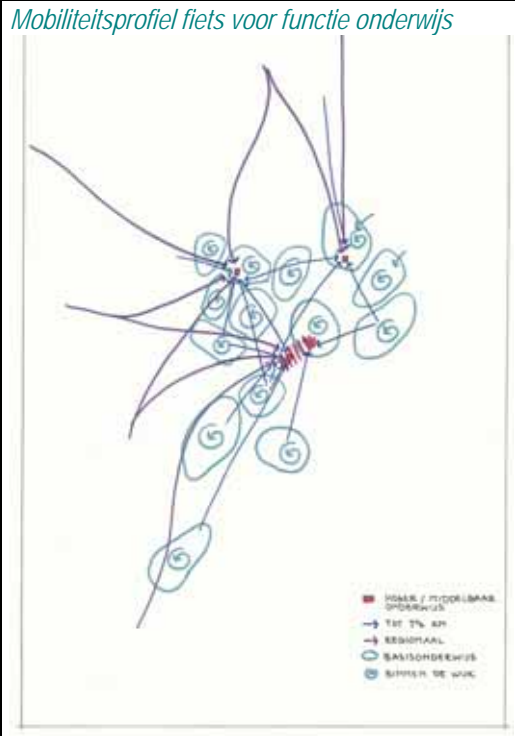 Mobiliteitsprofiel fiets voor functie onderwijs
HOGER / MIDDELBAAR
ONDERWIJS
TOT 7½ KM
REGIONAAL
BASISONDERWIJS
BINNEN DE WIJK